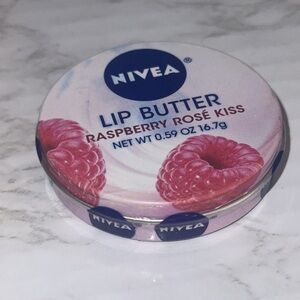 NIVEA®
LIP BUTTER
RASPBERRY ROSÉ KISS
NET WT 0.59 OZ 16.7g
NIVEA
NIVEA